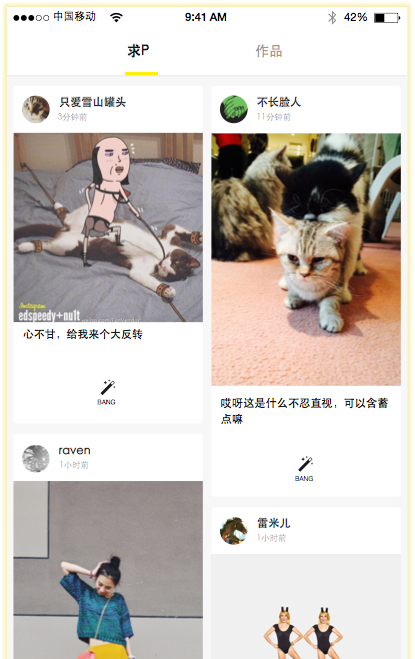 中国移动
9:41 AM
42%
求P
作品
只爱雪山罐头
3分钟前
Instagram
edspeedy+nu1t
心不甘，给我来个大反转
BANG
不长脸人
11分钟前
哎呀这是什么不忍直视，可以含蓄
点嘛
BANG
raven
1小时前
雷米儿
1小时前